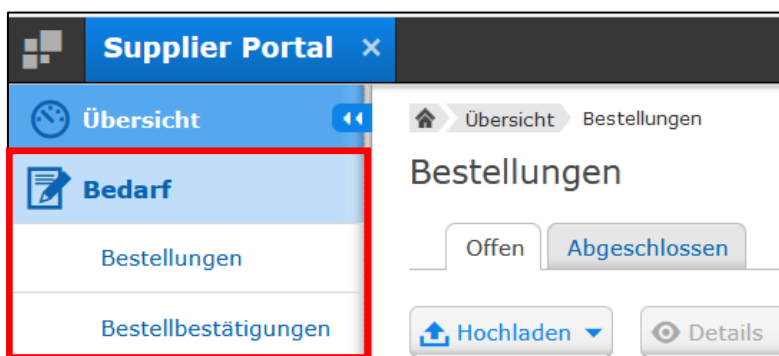 Supplier Portal ×
Übersicht
Bedarf
Bestellungen
Bestellbestätigungen
Übersicht Bestellungen
Bestellungen
Offen Abgeschlossen
Hochladen Details